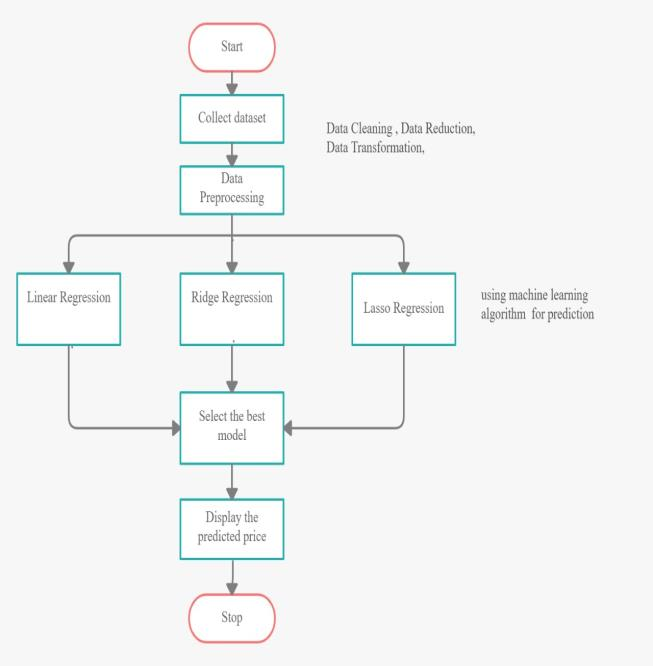 Start
Collect dataset
Data Cleaning , Data Reduction,
Data Transformation,
Data
Preprocessing
Linear Regression
Ridge Regression
Lasso Regression
using machine learning
algorithm for prediction
Select the best
model
Display the
predicted price
Stop